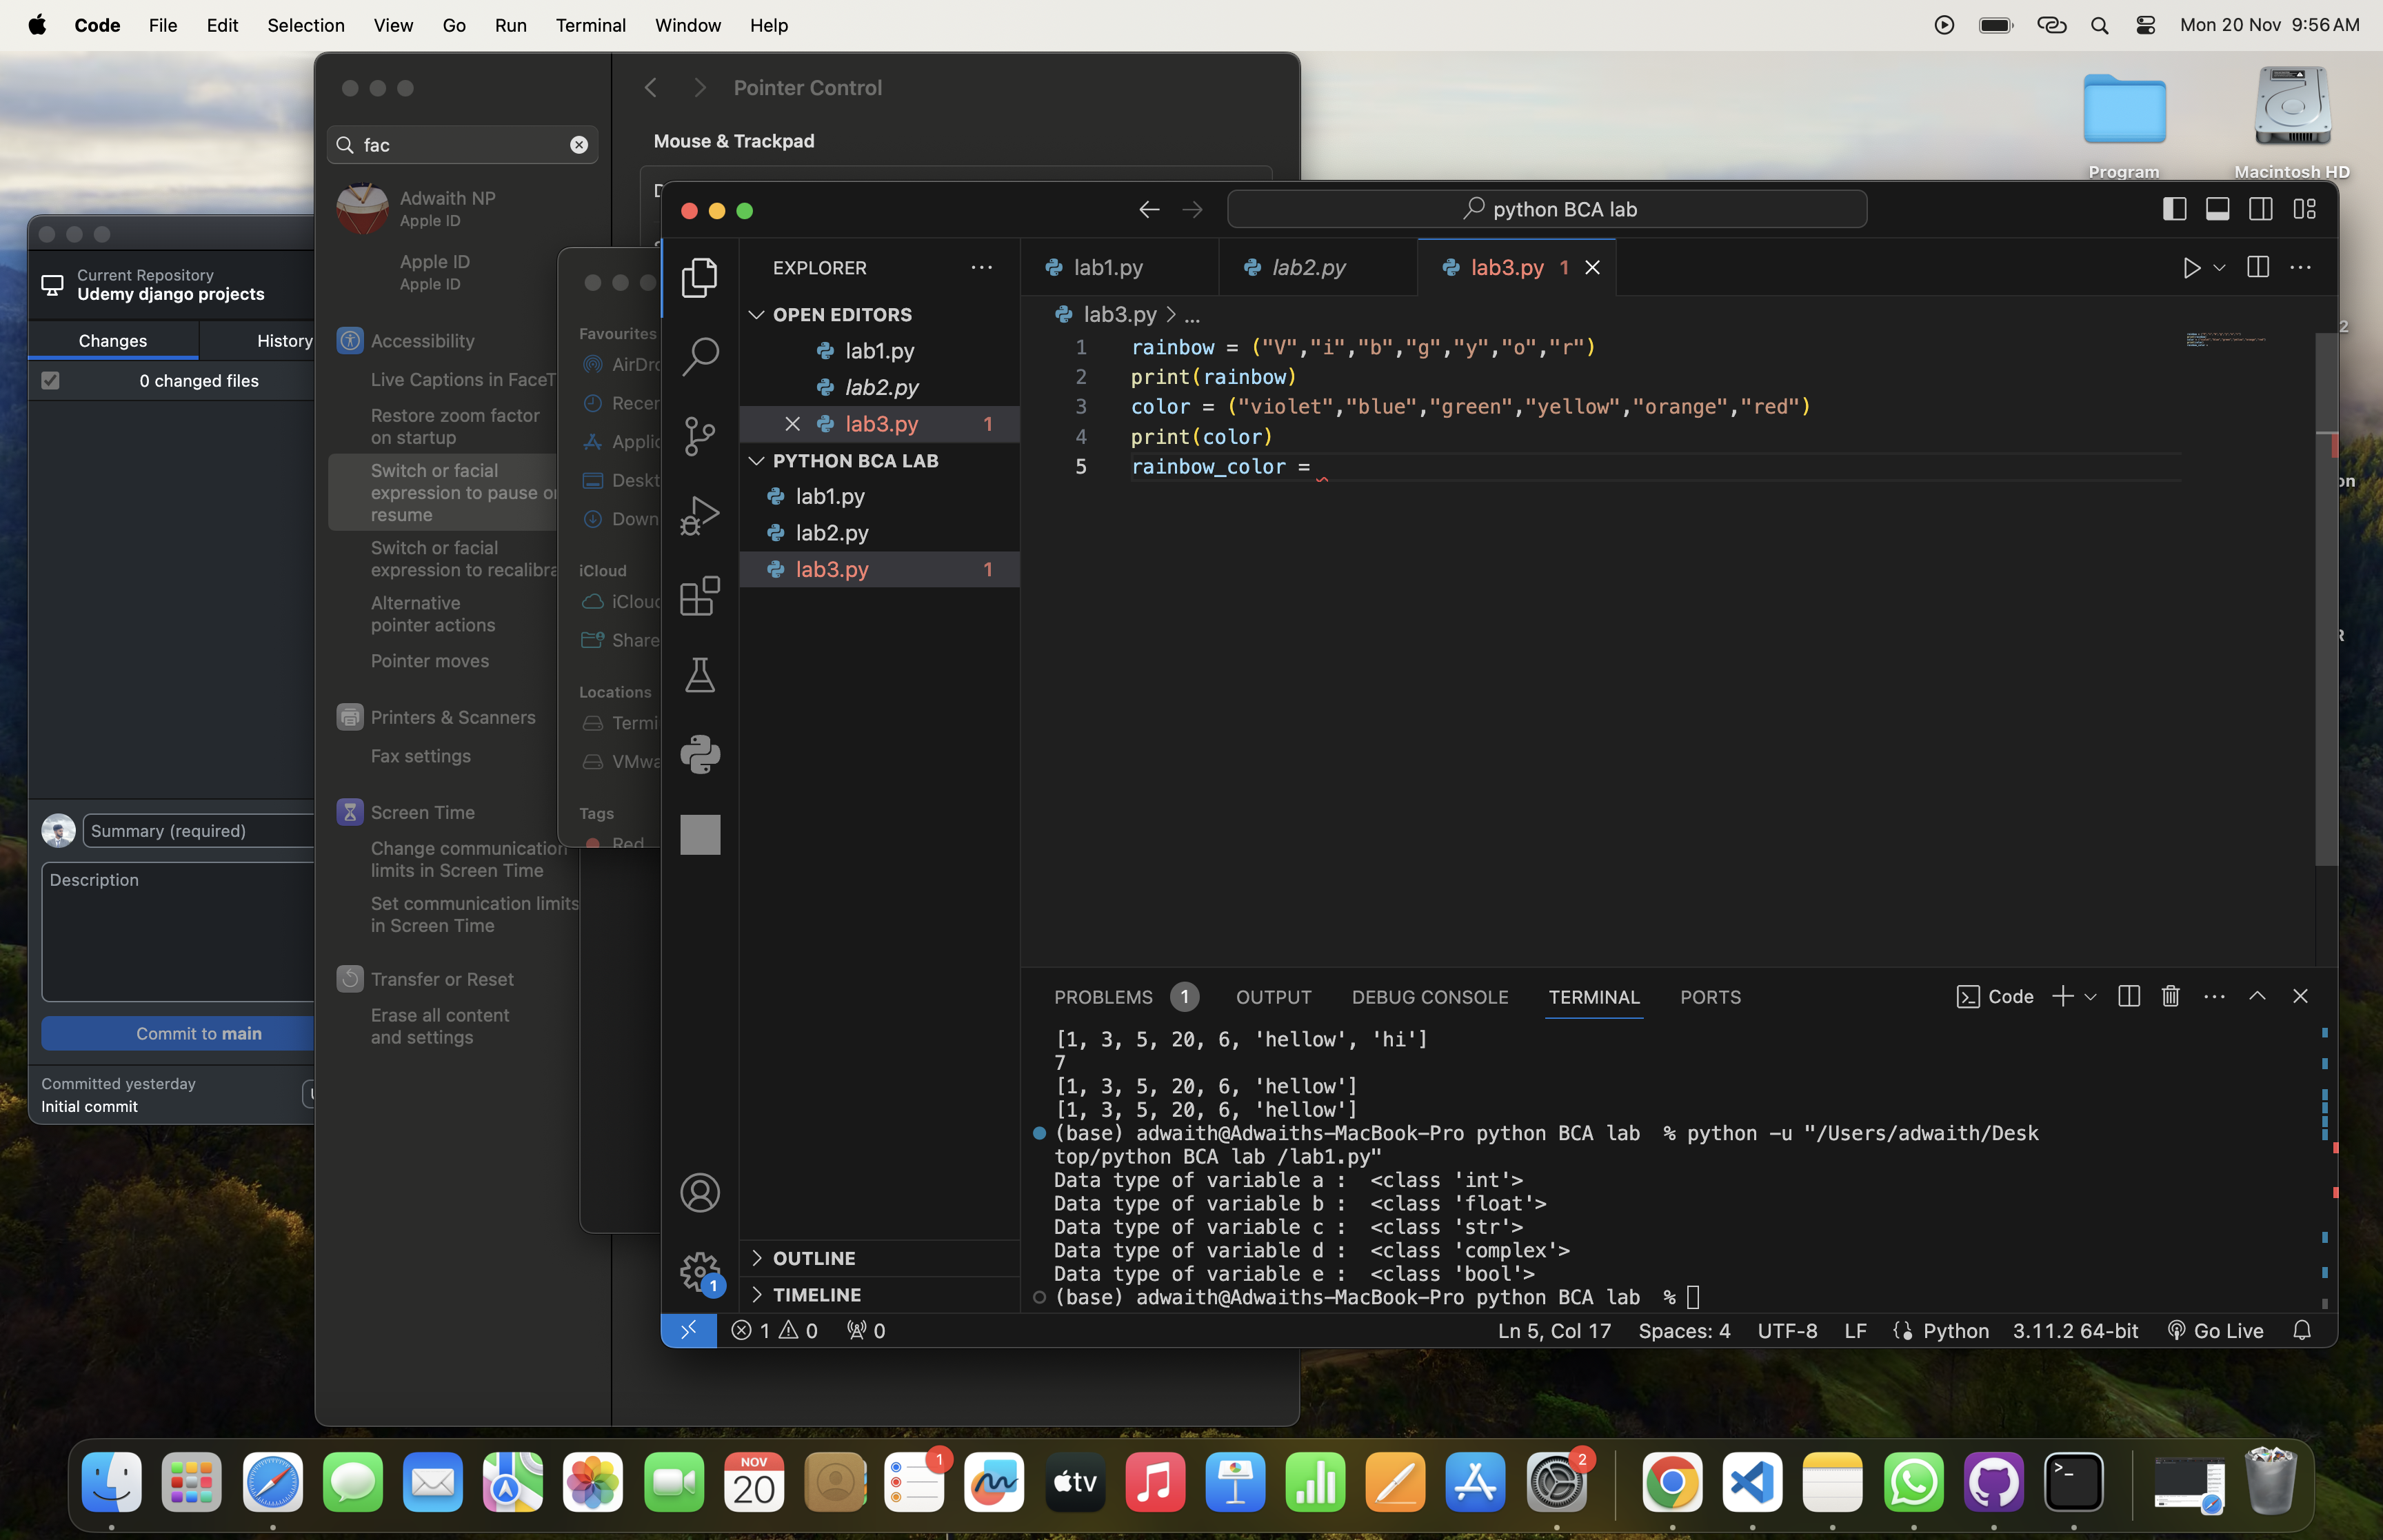 Code File Edit Selection View Go Run Terminal Window Help
Mon 20 Nov 9:56 AM
Program
Macintosh HD
Pointer Control
Mouse & Trackpad
fac
Adwaith NP
Apple ID
Apple ID
Apple ID
Accessibility
Live Captions in FaceT
Restore zoom factor
on startup
Switch or facial
expression to pause or
resume
Switch or facial
expression to recalibra
Alternative
pointer actions
Pointer moves
Printers & Scanners
Fax settings
Screen Time
Change communication
limits in Screen Time
Set communication limits
in Screen Time
Transfer or Reset
Erase all content
and settings
Current Repository
Udemy django projects
Changes History
0 changed files
Summary (required)
Description
Commit to main
Committed yesterday
Initial commit
Favourites
AirDro
Recen
Applic
Deskt
Down
iCloud
iCloud
Share
Locations
Termi
VMwa
Tags
Red
python BCA lab
EXPLORER
OPEN EDITORS
lab1.py
lab2.py
lab3.py 1
PYTHON BCA LAB
lab1.py
lab2.py
lab3.py 1
OUTLINE
TIMELINE
lab1.py lab2.py lab3.py 1
lab3.py > ...
1 rainbow = ("V","i","b","g","y","o","r")
2 print(rainbow)
3 color = ("violet","blue","green","yellow","orange","red")
4 print(color)
5 rainbow_color =
PROBLEMS 1 OUTPUT DEBUG CONSOLE TERMINAL PORTS Code
[1, 3, 5, 20, 6, 'hellow', 'hi']
7
[1, 3, 5, 20, 6, 'hellow']
[1, 3, 5, 20, 6, 'hellow']
(base) adwaith@Adwaiths-MacBook-Pro python BCA lab % python -u "/Users/adwaith/Desk
top/python BCA lab /lab1.py"
Data type of variable a : <class 'int'>
Data type of variable b : <class 'float'>
Data type of variable c : <class 'str'>
Data type of variable d : <class 'complex'>
Data type of variable e : <class 'bool'>
(base) adwaith@Adwaiths-MacBook-Pro python BCA lab %
1
1 0 0 Ln 5, Col 17 Spaces: 4 UTF-8 LF Python 3.11.2 64-bit Go Live
NOV
20
1
tv
2